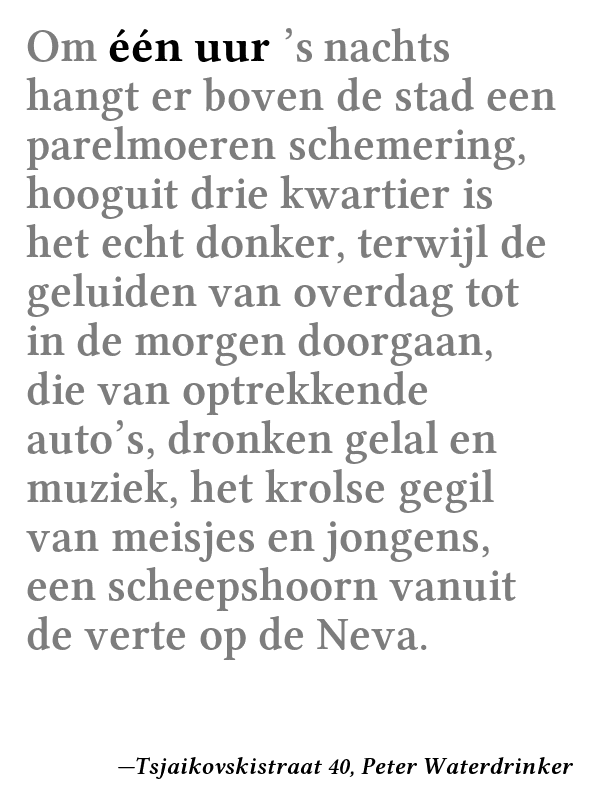 Om één uur ’s nachts
hangt er boven de stad een
parelmoeren schemering,
hooguit drie kwartier is
het echt donker, terwijl de
geluiden van overdag tot
in de morgen doorgaan,
die van optrekkende
auto’s, dronken gelal en
muziek, het krolse gegil
van meisjes en jongens,
een scheepshoorn vanuit
de verte op de Neva.
—Tsjaikovskistraat 40, Peter Waterdrinker